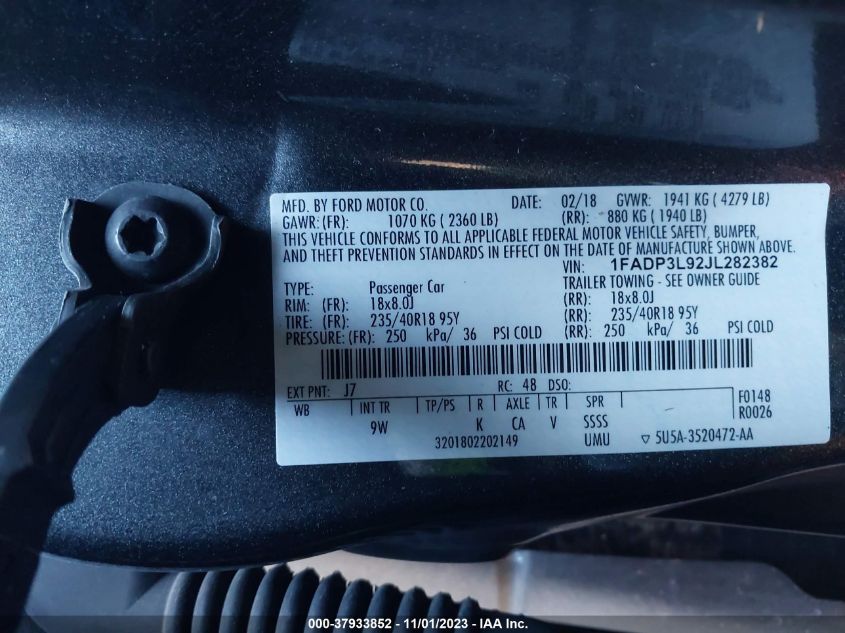 MFD. BY FORD MOTOR CO. DATE: 02/18 GVWR: 1941 KG ( 4279 LB)
GAWR: (FR): 1070 KG ( 2360 LB) (RR): 880 KG ( 1940 LB)
THIS VEHICLE CONFORMS TO ALL APPLICABLE FEDERAL MOTOR VEHICLE SAFETY, BUMPER,
AND THEFT PREVENTION STANDARDS IN EFFECT ON THE DATE OF MANUFACTURE SHOWN ABOVE.
VIN: 1FADP3L92JL282382
TYPE: Passenger Car TRAILER TOWING - SEE OWNER GUIDE
RIM: (FR): 18x8.0J (RR): 18x8.0J
TIRE: (FR): 235/40R18 95Y (RR): 235/40R18 95Y
PRESSURE: (FR): 250 kPa/ 36 PSI COLD (RR): 250 kPa/ 36 PSI COLD
EXT PNT: J7 RC: 48 DSO:
WB INT TR TP/PS R AXLE TR SPR F0148
9W K CA V SSSS R0026
3201802202149 UMU ▽ 5U5A-3520472-AA
000-37933852 - 11/01/2023 - IAA Inc.